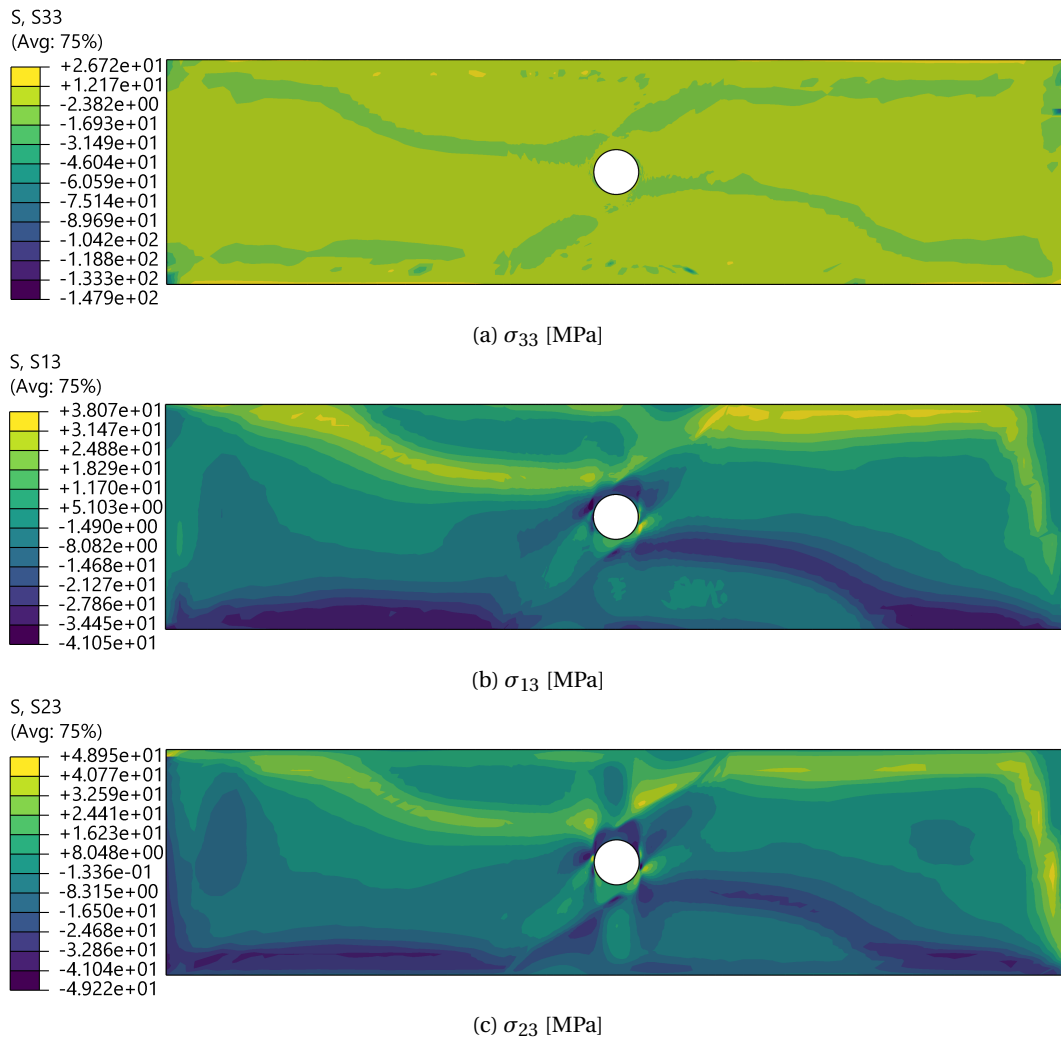 S, S33
(Avg: 75%)
+2.672e+01
+1.217e+01
-2.382e+00
-1.693e+01
-3.149e+01
-4.604e+01
-6.059e+01
-7.514e+01
-8.969e+01
-1.042e+02
-1.188e+02
-1.333e+02
-1.479e+02
(a) σ33 [MPa]
S, S13
(Avg: 75%)
+3.807e+01
+3.147e+01
+2.488e+01
+1.829e+01
+1.170e+01
+5.103e+00
-1.490e+00
-8.082e+00
-1.468e+01
-2.127e+01
-2.786e+01
-3.445e+01
-4.105e+01
(b) σ13 [MPa]
S, S23
(Avg: 75%)
+4.895e+01
+4.077e+01
+3.259e+01
+2.441e+01
+1.623e+01
+8.048e+00
-1.336e-01
-8.315e+00
-1.650e+01
-2.468e+01
-3.286e+01
-4.104e+01
-4.922e+01
(c) σ23 [MPa]